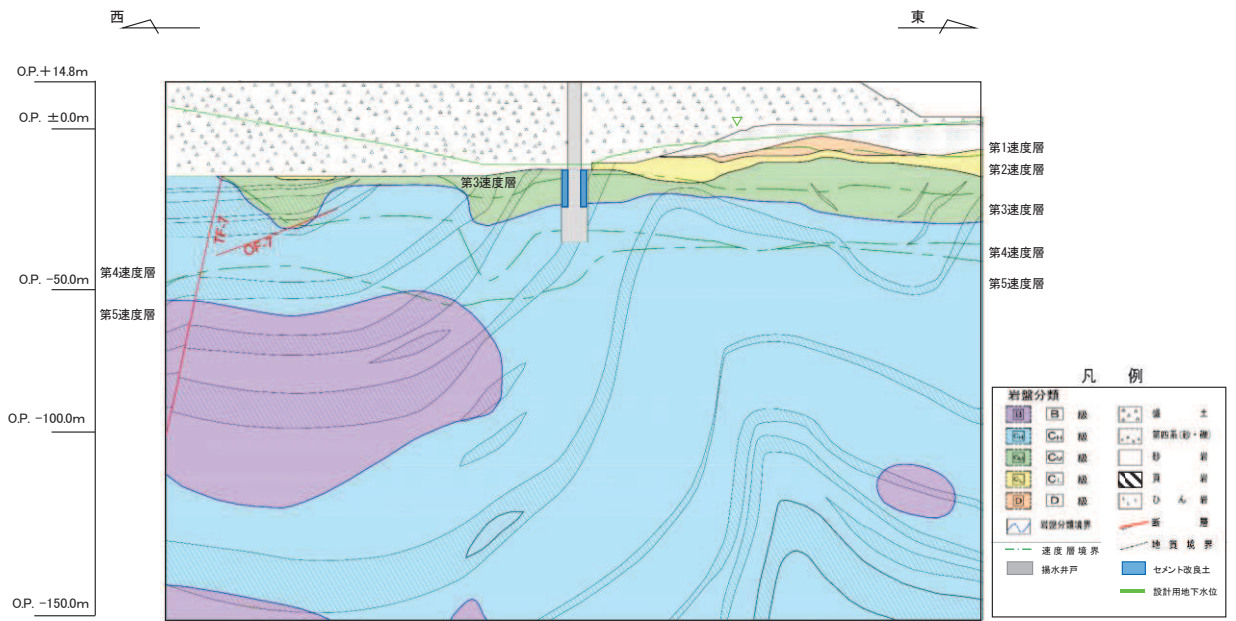 西
東
O.P.+14.8m
O.P. ±0.0m
O.P. -50.0m
O.P. -100.0m
O.P. -150.0m
第3速度層
TF-7
OF-7
第4速度層
第5速度層
第1速度層
第2速度層
第3速度層
第4速度層
第5速度層
凡 例
岩盤分類
B B 級
CH CH 級
CM CM 級
CL CL 級
D D 級
岩盤分類境界
速度層境界
揚水井戸
盛 土
第四系(砂・礫)
砂 岩
頁 岩
ひ ん 岩
断 層
地質境界
セメント改良土
設計用地下水位